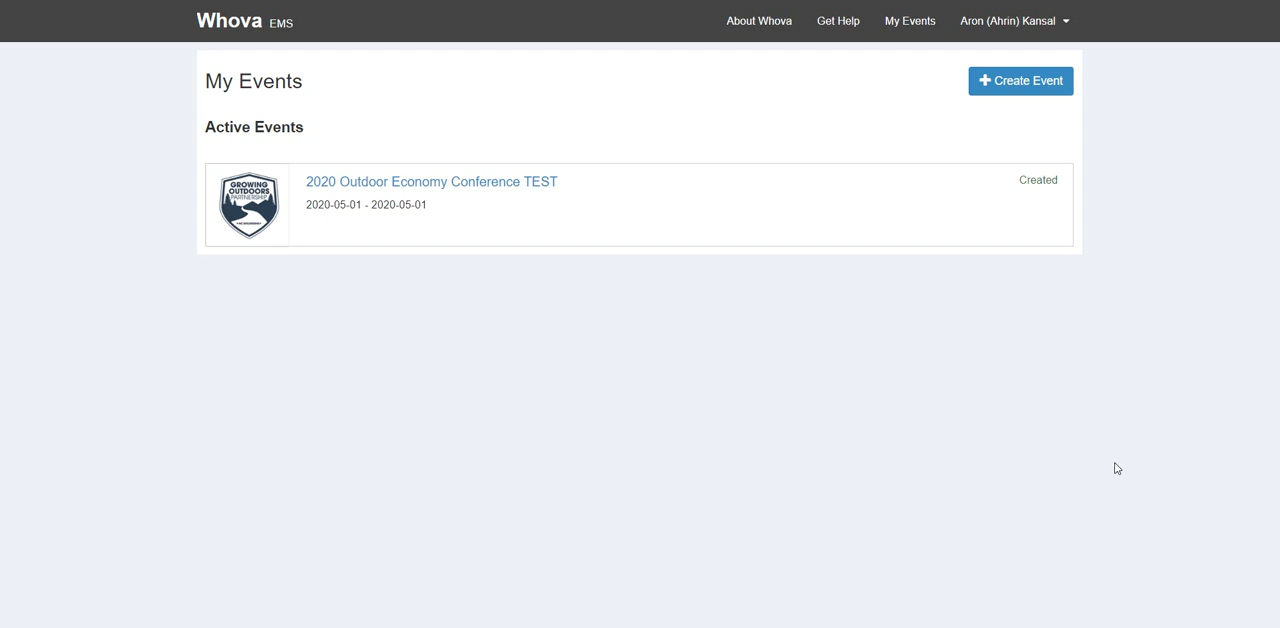 Whova EMS
About Whova
Get Help
My Events
Aron (Ahrin) Kansal
My Events
Create Event
Active Events
GROWING
OUTDOORS
PARTNERSHIP
2020 Outdoor Economy Conference TEST
Created
2020-05-01 - 2020-05-01